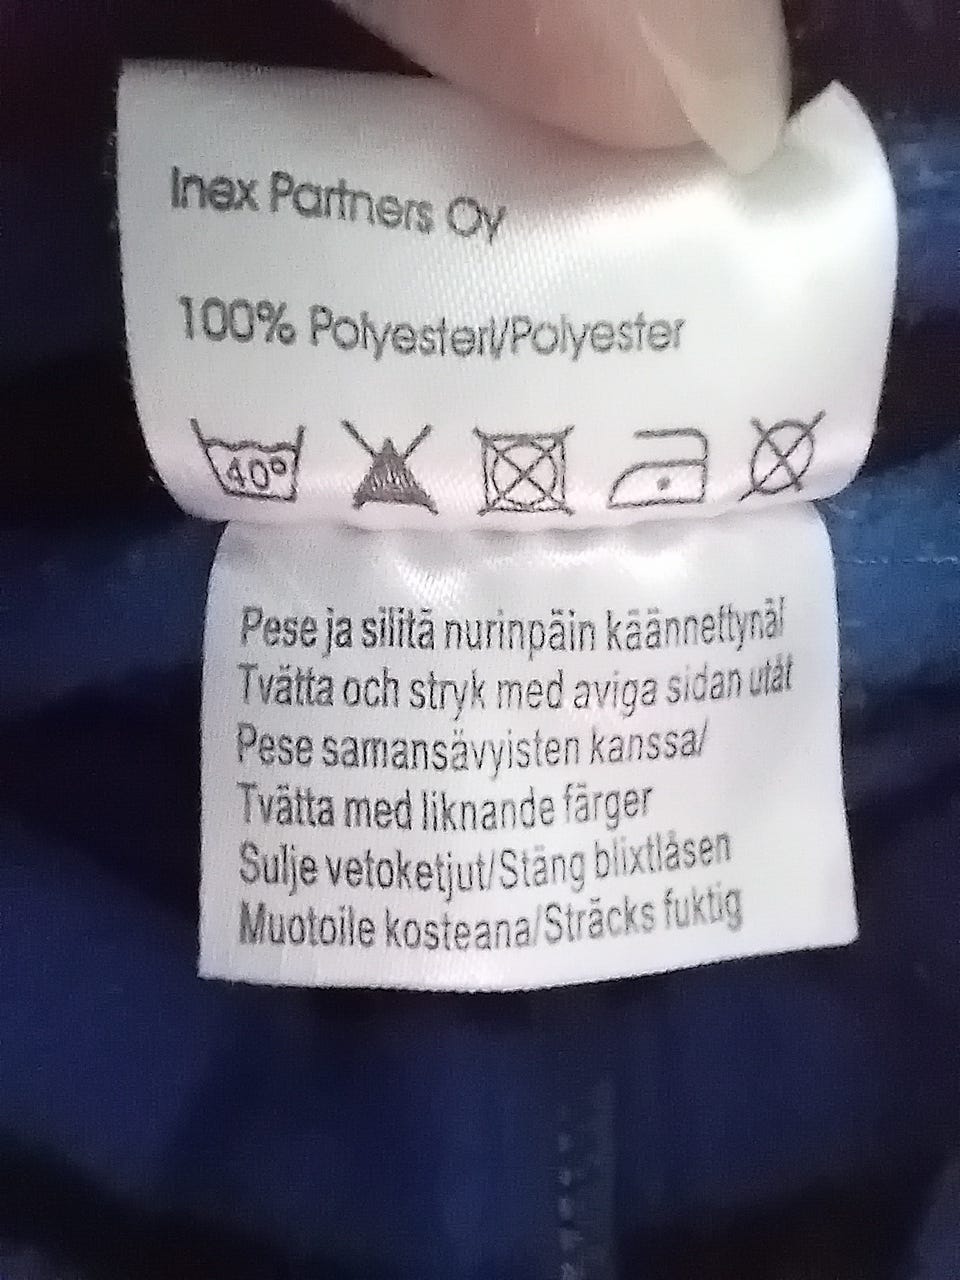 Inex Partners Oy
100% Polyesteri/Polyester
40°
Pese ja silitä nurinpäin käännettynä/
Tvätta och stryk med aviga sidan utåt
Pese samansävyisten kanssa/
Tvätta med liknande färger
Sulje vetoketjut/Stäng blixtlåsen
Muotoile kosteana/Sträcks fuktig